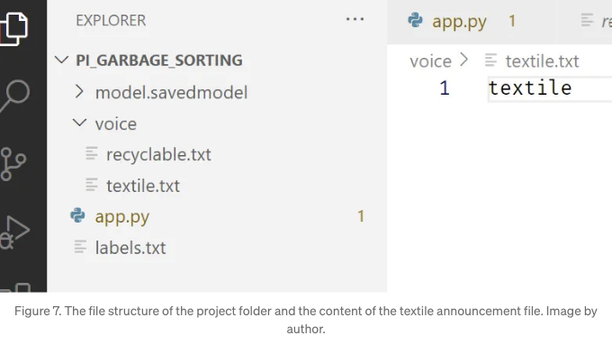 EXPLORER
...
PI_GARBAGE_SORTING
model.savedmodel
voice
recyclable.txt
textile.txt
app.py 1
labels.txt
app.py 1
voice > textile.txt
1 textile
Figure 7. The file structure of the project folder and the content of the textile announcement file. Image by
author.